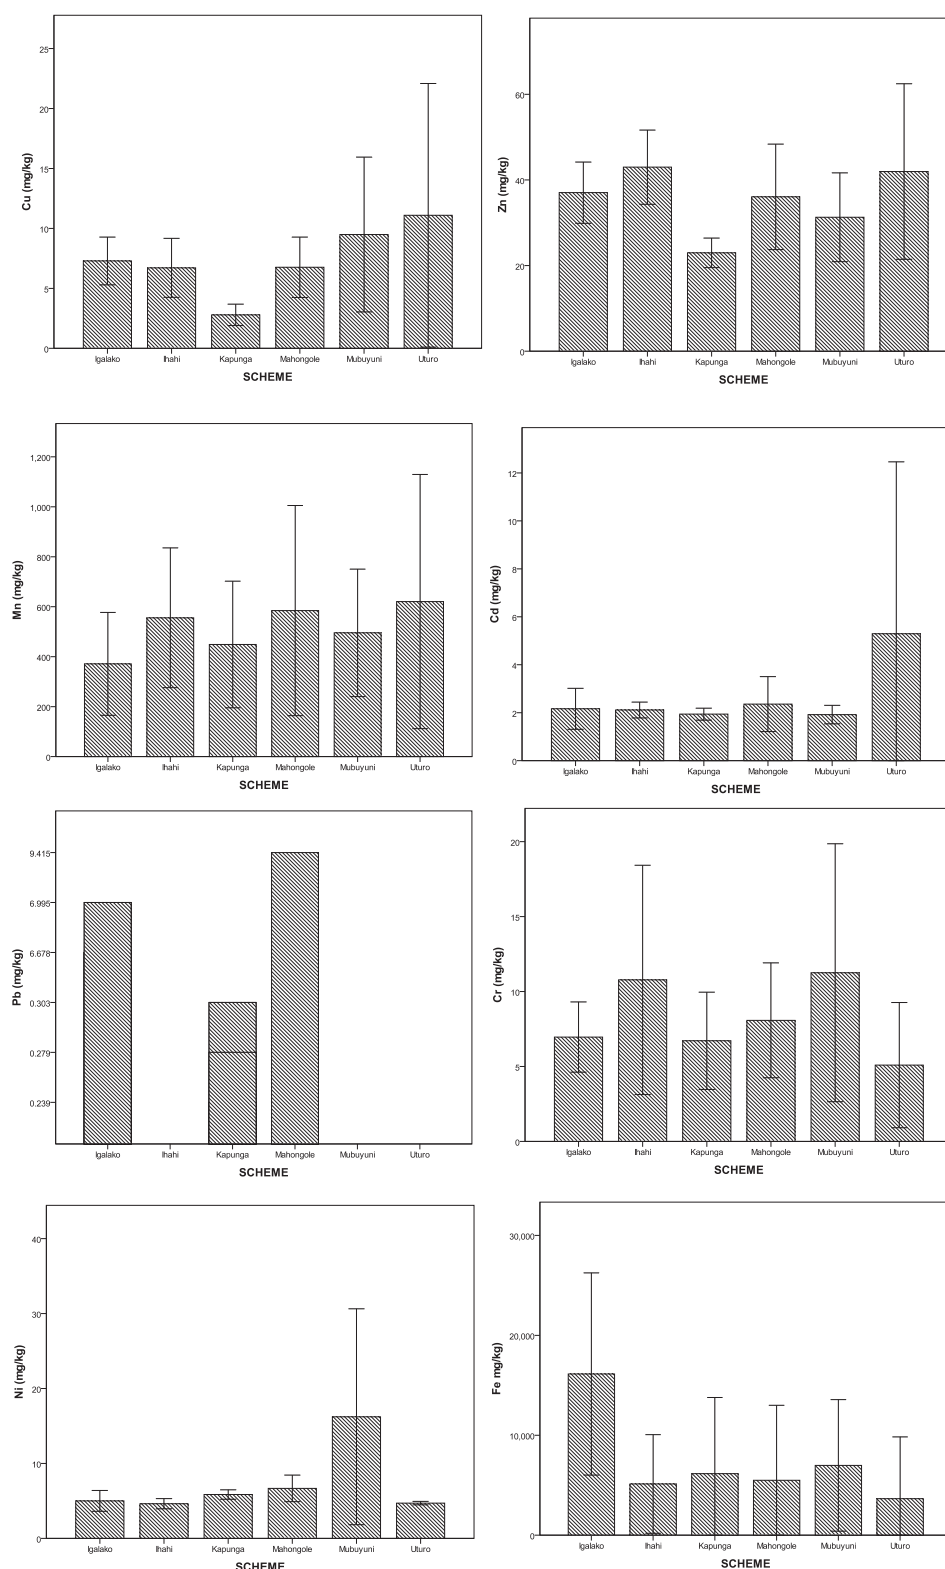 25
20
15
10
5
0
Cu (mg/kg)
Igalako Ihahi Kapunga Mahongole Mubuyuni Uturo
SCHEME
60
40
20
0
Zn (mg/kg)
Igalako Ihahi Kapunga Mahongole Mubuyuni Uturo
SCHEME
1,200
1,000
800
600
400
200
0
Mn (mg/kg)
Igalako Ihahi Kapunga Mahongole Mubuyuni Uturo
SCHEME
12
10
8
6
4
2
0
Cd (mg/kg)
Igalako Ihahi Kapunga Mahongole Mubuyuni Uturo
SCHEME
9.415
6.995
6.678
0.303
0.279
0.239
Pb (mg/kg)
Igalako Ihahi Kapunga Mahongole Mubuyuni Uturo
SCHEME
20
15
10
5
0
Cr (mg/kg)
Igalako Ihahi Kapunga Mahongole Mubuyuni Uturo
SCHEME
40
30
20
10
0
Ni (mg/kg)
Igalako Ihahi Kapunga Mahongole Mubuyuni Uturo
SCHEME
30,000
20,000
10,000
0
Fe mg/kg)
Igalako Ihahi Kapunga Mahongole Mubuyuni Uturo
SCHEME